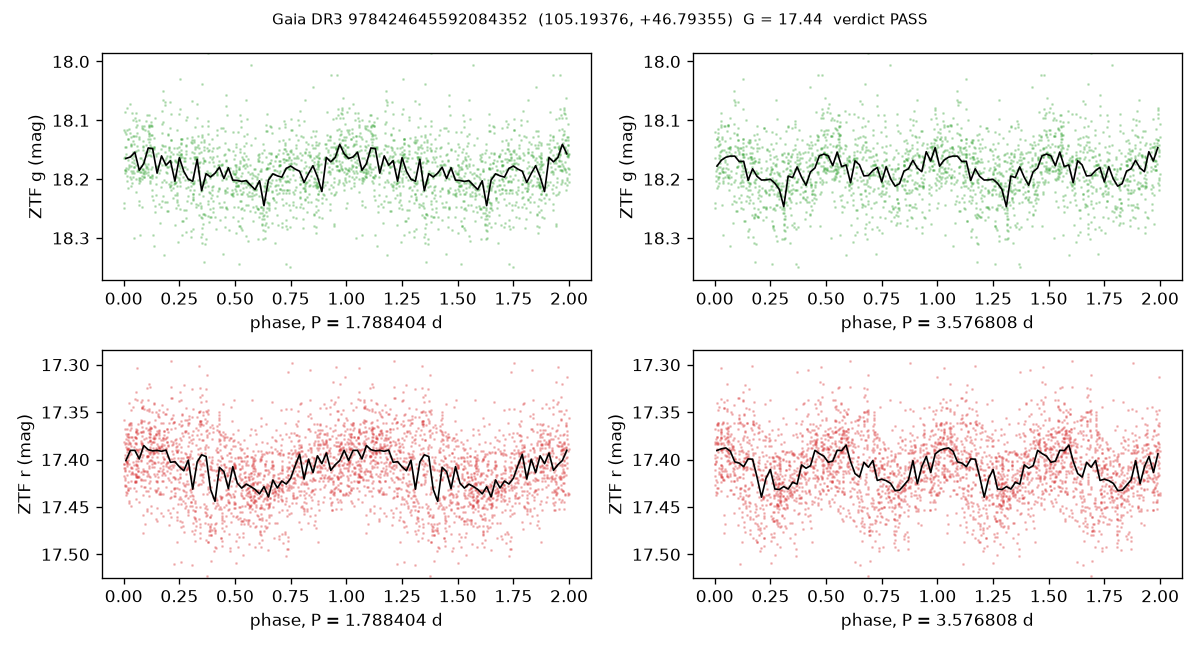 Gaia DR3 978424645592084352 (105.19376, +46.79355) G = 17.44 verdict PASS
ZTF g (mag)
18.0
18.1
18.2
18.3
0.00 0.25 0.50 0.75 1.00 1.25 1.50 1.75 2.00
phase, P = 1.788404 d
ZTF g (mag)
18.0
18.1
18.2
18.3
0.00 0.25 0.50 0.75 1.00 1.25 1.50 1.75 2.00
phase, P = 3.576808 d
ZTF r (mag)
17.30
17.35
17.40
17.45
17.50
0.00 0.25 0.50 0.75 1.00 1.25 1.50 1.75 2.00
phase, P = 1.788404 d
ZTF r (mag)
17.30
17.35
17.40
17.45
17.50
0.00 0.25 0.50 0.75 1.00 1.25 1.50 1.75 2.00
phase, P = 3.576808 d